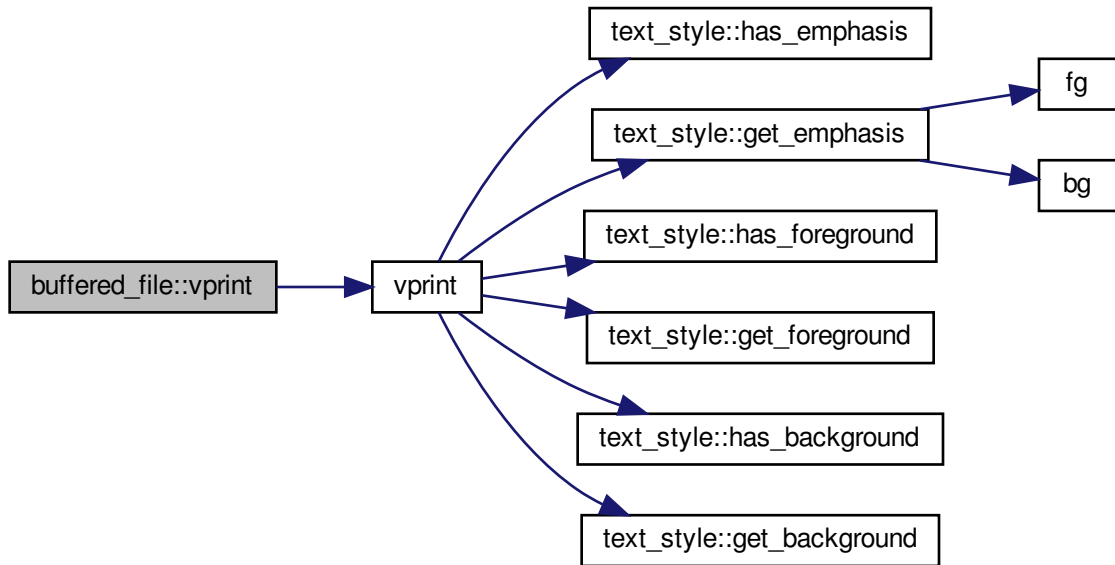 buffered_file::vprint
vprint
text_style::has_emphasis
text_style::get_emphasis
text_style::has_foreground
text_style::get_foreground
text_style::has_background
text_style::get_background
fg
bg